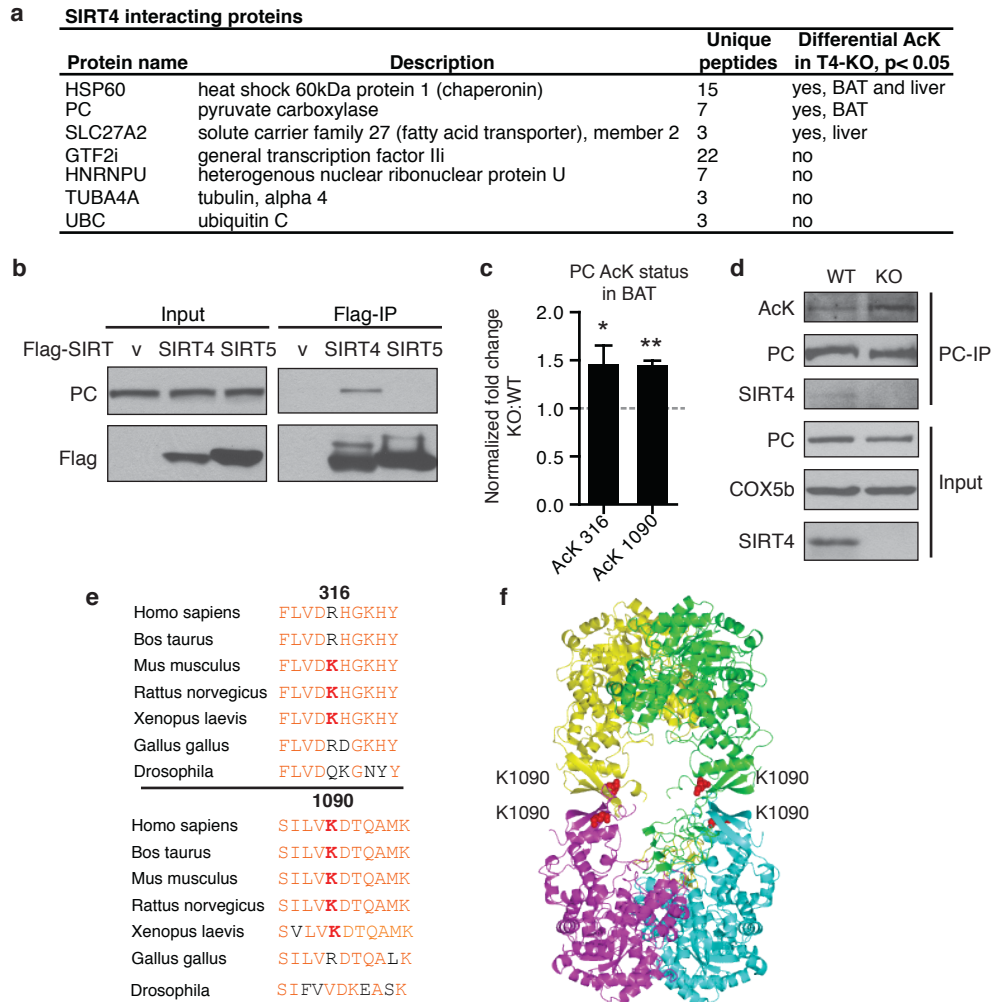 a SIRT4 interacting proteins
Protein name Description Unique peptides Differential AcK in T4-KO, p< 0.05
HSP60 heat shock 60kDa protein 1 (chaperonin) 15 yes, BAT and liver
PC pyruvate carboxylase 7 yes, BAT
SLC27A2 solute carrier family 27 (fatty acid transporter), member 2 3 yes, liver
GTF2i general transcription factor IIi 22 no
HNRNPU heterogenous nuclear ribonuclear protein U 7 no
TUBA4A tubulin, alpha 4 3 no
UBC ubiquitin C 3 no
b
Input Flag-IP
Flag-SIRT v SIRT4 SIRT5 v SIRT4 SIRT5
PC
Flag
c
PC AcK status
in BAT
Normalized fold change
KO:WT
2.0
1.5
1.0
0.5
0.0
* **
AcK 316
AcK 1090
d
WT KO
AcK
PC
SIRT4
PC-IP
PC
COX5b
SIRT4
Input
e
316
Homo sapiens FLVDRHGKHY
Bos taurus FLVDRHGKHY
Mus musculus FLVDKHGKHY
Rattus norvegicus FLVDKHGKHY
Xenopus laevis FLVDKHGKHY
Gallus gallus FLVDRDGKHY
Drosophila FLVDQKGNYY
1090
Homo sapiens SILVKDTQAMK
Bos taurus SILVKDTQAMK
Mus musculus SILVKDTQAMK
Rattus norvegicus SILVKDTQAMK
Xenopus laevis SVLVKDTQAMK
Gallus gallus SILVRDTQALK
Drosophila SIFVVDKEASK
f
K1090 K1090
K1090 K1090